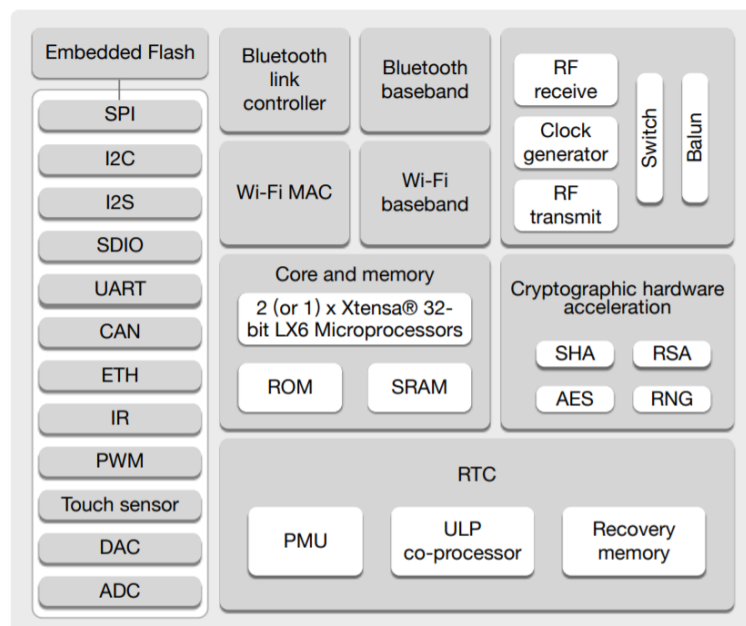 Embedded Flash
SPI
I2C
I2S
SDIO
UART
CAN
ETH
IR
PWM
Touch sensor
DAC
ADC
Bluetooth
link
controller
Bluetooth
baseband
Wi-Fi MAC
Wi-Fi
baseband
RF
receive
Clock
generator
RF
transmit
Switch
Balun
Core and memory
2 (or 1) x Xtensa® 32-
bit LX6 Microprocessors
ROM
SRAM
Cryptographic hardware
acceleration
SHA
RSA
AES
RNG
RTC
PMU
ULP
co-processor
Recovery
memory